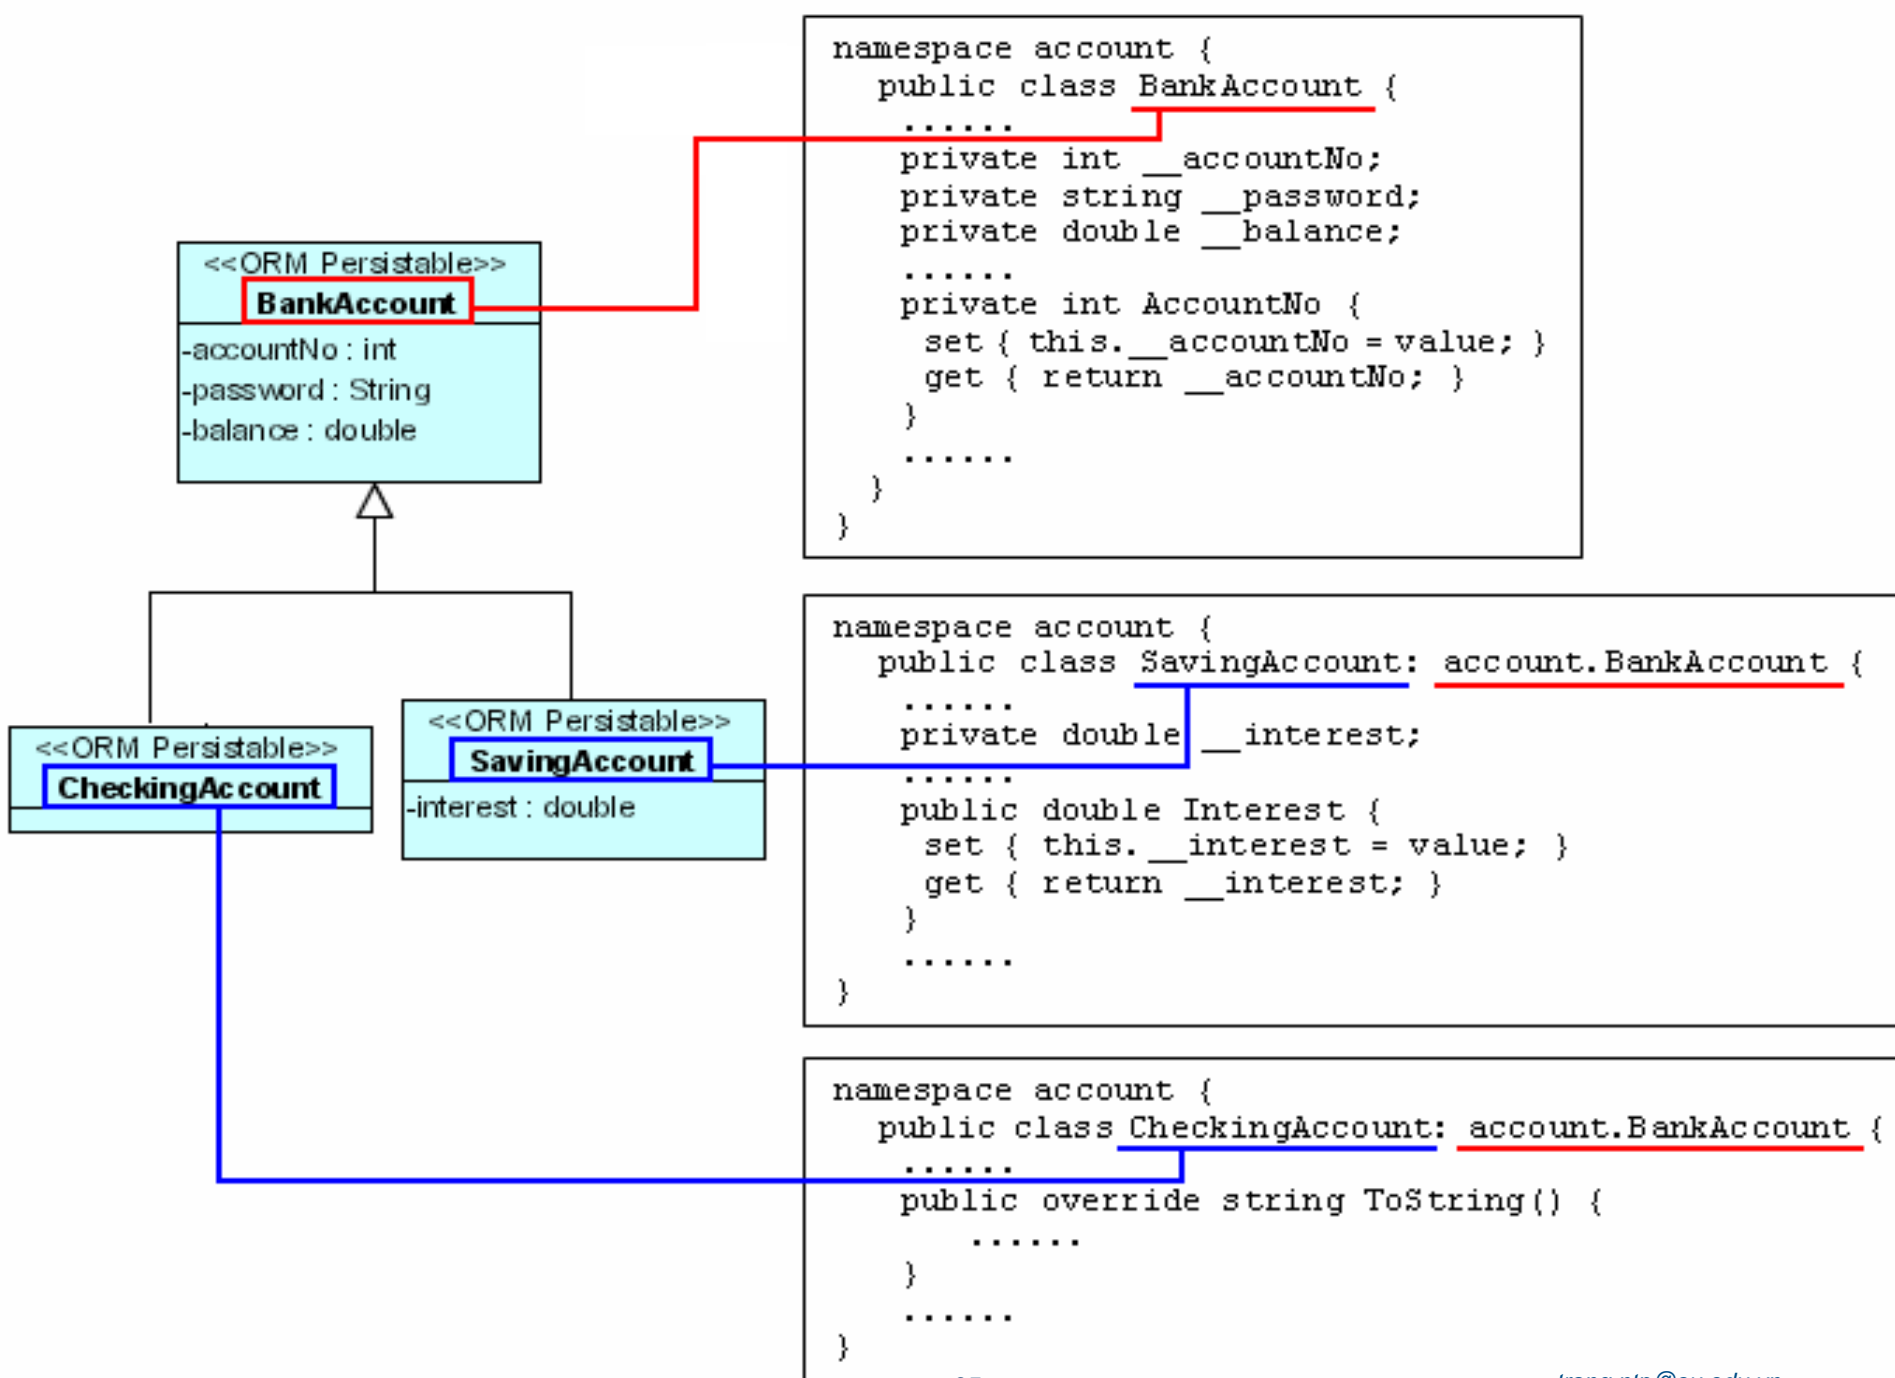 <<ORM Persistable>>
BankAccount
-accountNo : int
-password : String
-balance : double
<<ORM Persistable>>
CheckingAccount
<<ORM Persistable>>
SavingAccount
-interest : double
namespace account {
public class BankAccount {
......
private int __accountNo;
private string __password;
private double __balance;
......
private int AccountNo {
set { this.__accountNo = value; }
get { return __accountNo; }
}
......
}
}
namespace account {
public class SavingAccount: account.BankAccount {
......
private double __interest;
......
public double Interest {
set { this.__interest = value; }
get { return __interest; }
}
......
}
namespace account {
public class CheckingAccount: account.BankAccount {
......
public override string ToString() {
......
}
......
}